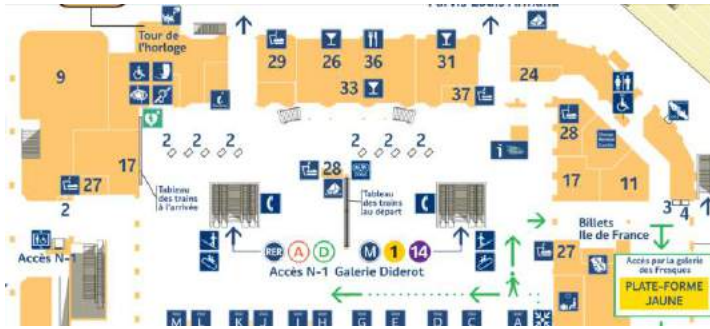 Tour de
l'horloge
9
29
26
36
31
33
37
24
i
2 2 2 2
2 2 2 2
28
28
17
27
2
17
11
3
4
Tableau
des trains
à l'arrivée
Tableau
des trains
au départ
Billets
Ile de France
Accès N-1
RER A D M 1 14
Accès N-1 Galerie Diderot
27
Accès par la galerie
des Fresques
PLATE-FORME
JAUNE
M L K J I H G E D C A